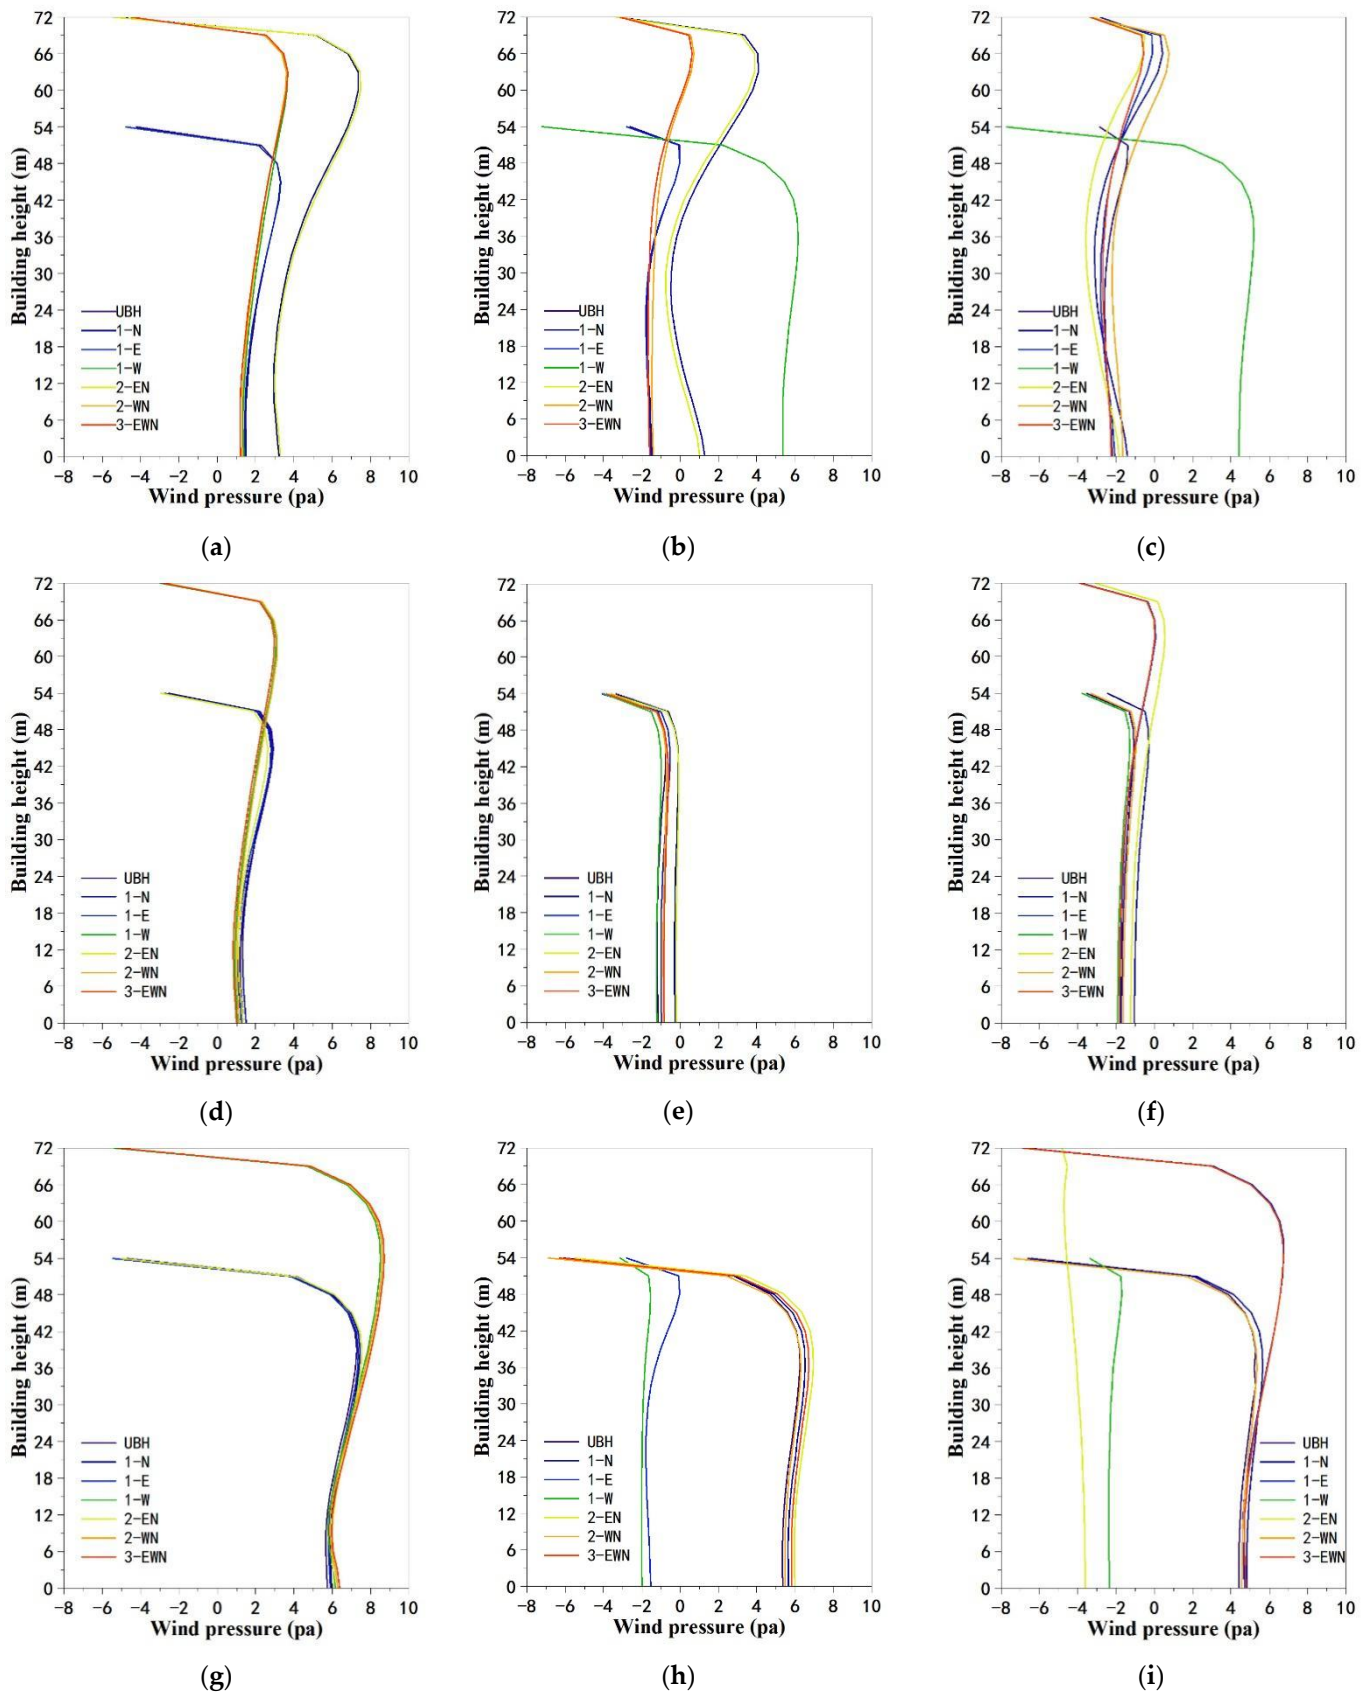 72
66
60
54
48
42
36
30
24
18
12
6
0
Building height (m)
UBH
1-N
1-E
1-W
2-EN
2-WN
3-EWN
-8 -6 -4 -2 0 2 4 6 8 10
Wind pressure (pa)
(a)
72
66
60
54
48
42
36
30
24
18
12
6
0
Building height (m)
UBH
1-N
1-E
1-W
2-EN
2-WN
3-EWN
-8 -6 -4 -2 0 2 4 6 8 10
Wind pressure (pa)
(b)
72
66
60
54
48
42
36
30
24
18
12
6
0
Building height (m)
UBH
1-N
1-E
1-W
2-EN
2-WN
3-EWN
-8 -6 -4 -2 0 2 4 6 8 10
Wind pressure (pa)
(c)
72
66
60
54
48
42
36
30
24
18
12
6
0
Building height (m)
UBH
1-N
1-E
1-W
2-EN
2-WN
3-EWN
-8 -6 -4 -2 0 2 4 6 8 10
Wind pressure (pa)
(d)
72
66
60
54
48
42
36
30
24
18
12
6
0
Building height (m)
UBH
1-N
1-E
1-W
2-EN
2-WN
3-EWN
-8 -6 -4 -2 0 2 4 6 8 10
Wind pressure (pa)
(e)
72
66
60
54
48
42
36
30
24
18
12
6
0
Building height (m)
UBH
1-N
1-E
1-W
2-EN
2-WN
3-EWN
-8 -6 -4 -2 0 2 4 6 8 10
Wind pressure (pa)
(f)
72
66
60
54
48
42
36
30
24
18
12
6
0
Building height (m)
UBH
1-N
1-E
1-W
2-EN
2-WN
3-EWN
-8 -6 -4 -2 0 2 4 6 8 10
Wind pressure (pa)
(g)
72
66
60
54
48
42
36
30
24
18
12
6
0
Building height (m)
UBH
1-N
1-E
1-W
2-EN
2-WN
3-EWN
-8 -6 -4 -2 0 2 4 6 8 10
Wind pressure (pa)
(h)
72
66
60
54
48
42
36
30
24
18
12
6
0
Building height (m)
UBH
1-N
1-E
1-W
2-EN
2-WN
3-EWN
-8 -6 -4 -2 0 2 4 6 8 10
Wind pressure (pa)
(i)